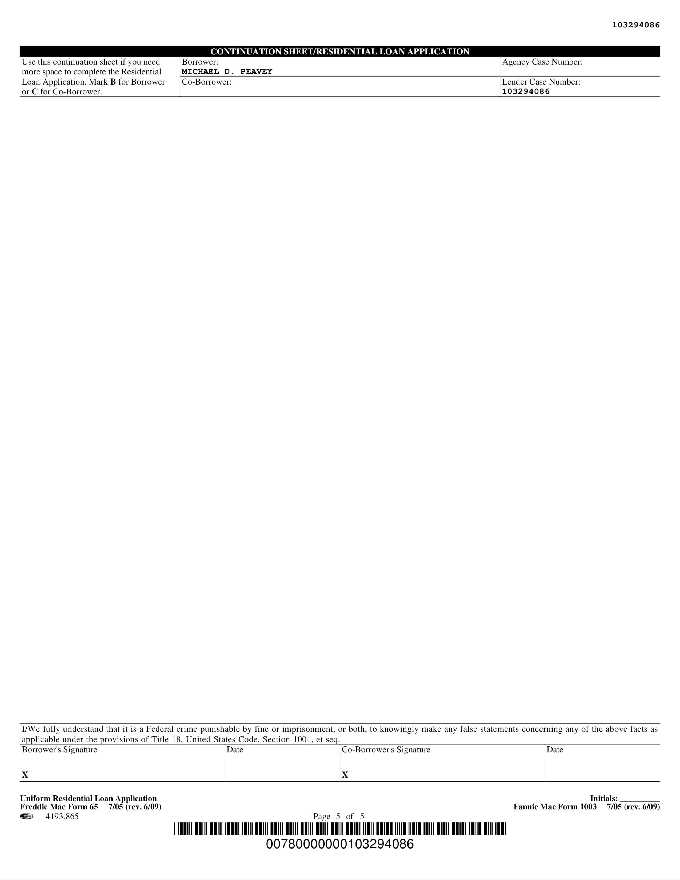 103294086
CONTINUATION SHEET/RESIDENTIAL LOAN APPLICATION
Use this continuation sheet if you need
more space to complete the Residential
Loan Application. Mark B for Borrower
or C for Co-Borrower.
Borrower:
MICHAEL D. PEAVEY
Co-Borrower:
Agency Case Number:
Lender Case Number:
103294086
I/We fully understand that it is a Federal crime punishable by fine or imprisonment, or both, to knowingly make any false statements concerning any of the above facts as
applicable under the provisions of Title 8, United States Code, Section 100 , et seq.
Borrower's Signature Date Co-Borrower's Signature Date
X X
Uniform Residential Loan Application Initials:
Freddie Mac Form 65 7/05 (rev. 6/09) Fannie Mae Form 1003 7/05 (rev. 6/09)
4193.865 Page 5 of 5
00780000000103294086